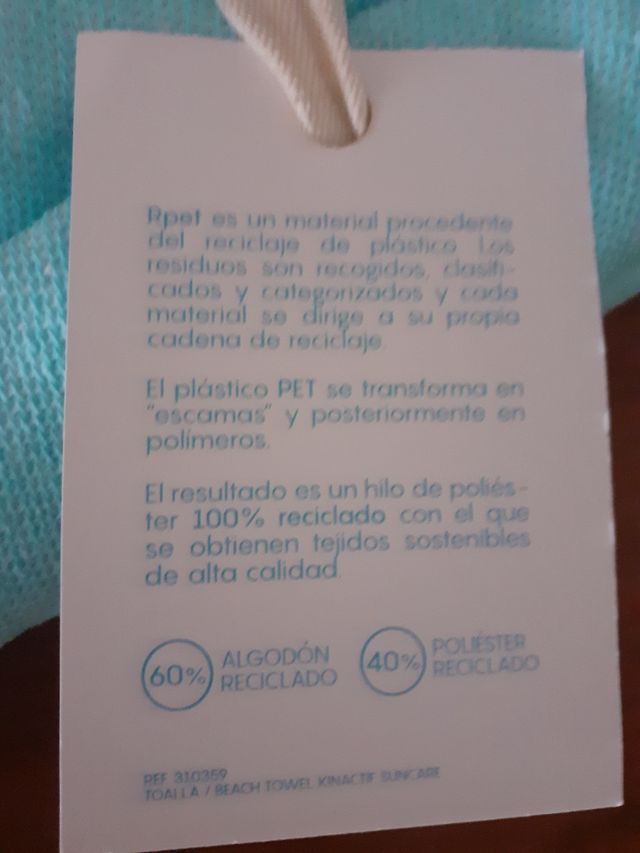 Rpet es un material procedente
del reciclaje de plástico. Los
residuos son recogidos, clasifi-
cados y categorizados y cada
material se dirige a su propia
cadena de reciclaje.
El plástico PET se transforma en
"escamas" y posteriormente en
polímeros.
El resultado es un hilo de poliés-
ter 100% reciclado con el que
se obtienen tejidos sostenibles
de alta calidad.
60% ALGODÓN
RECICLADO
40% POLIÉSTER
RECICLADO
REF 310359
TOALLA / BEACH TOWEL KINACTIF SUNCARE